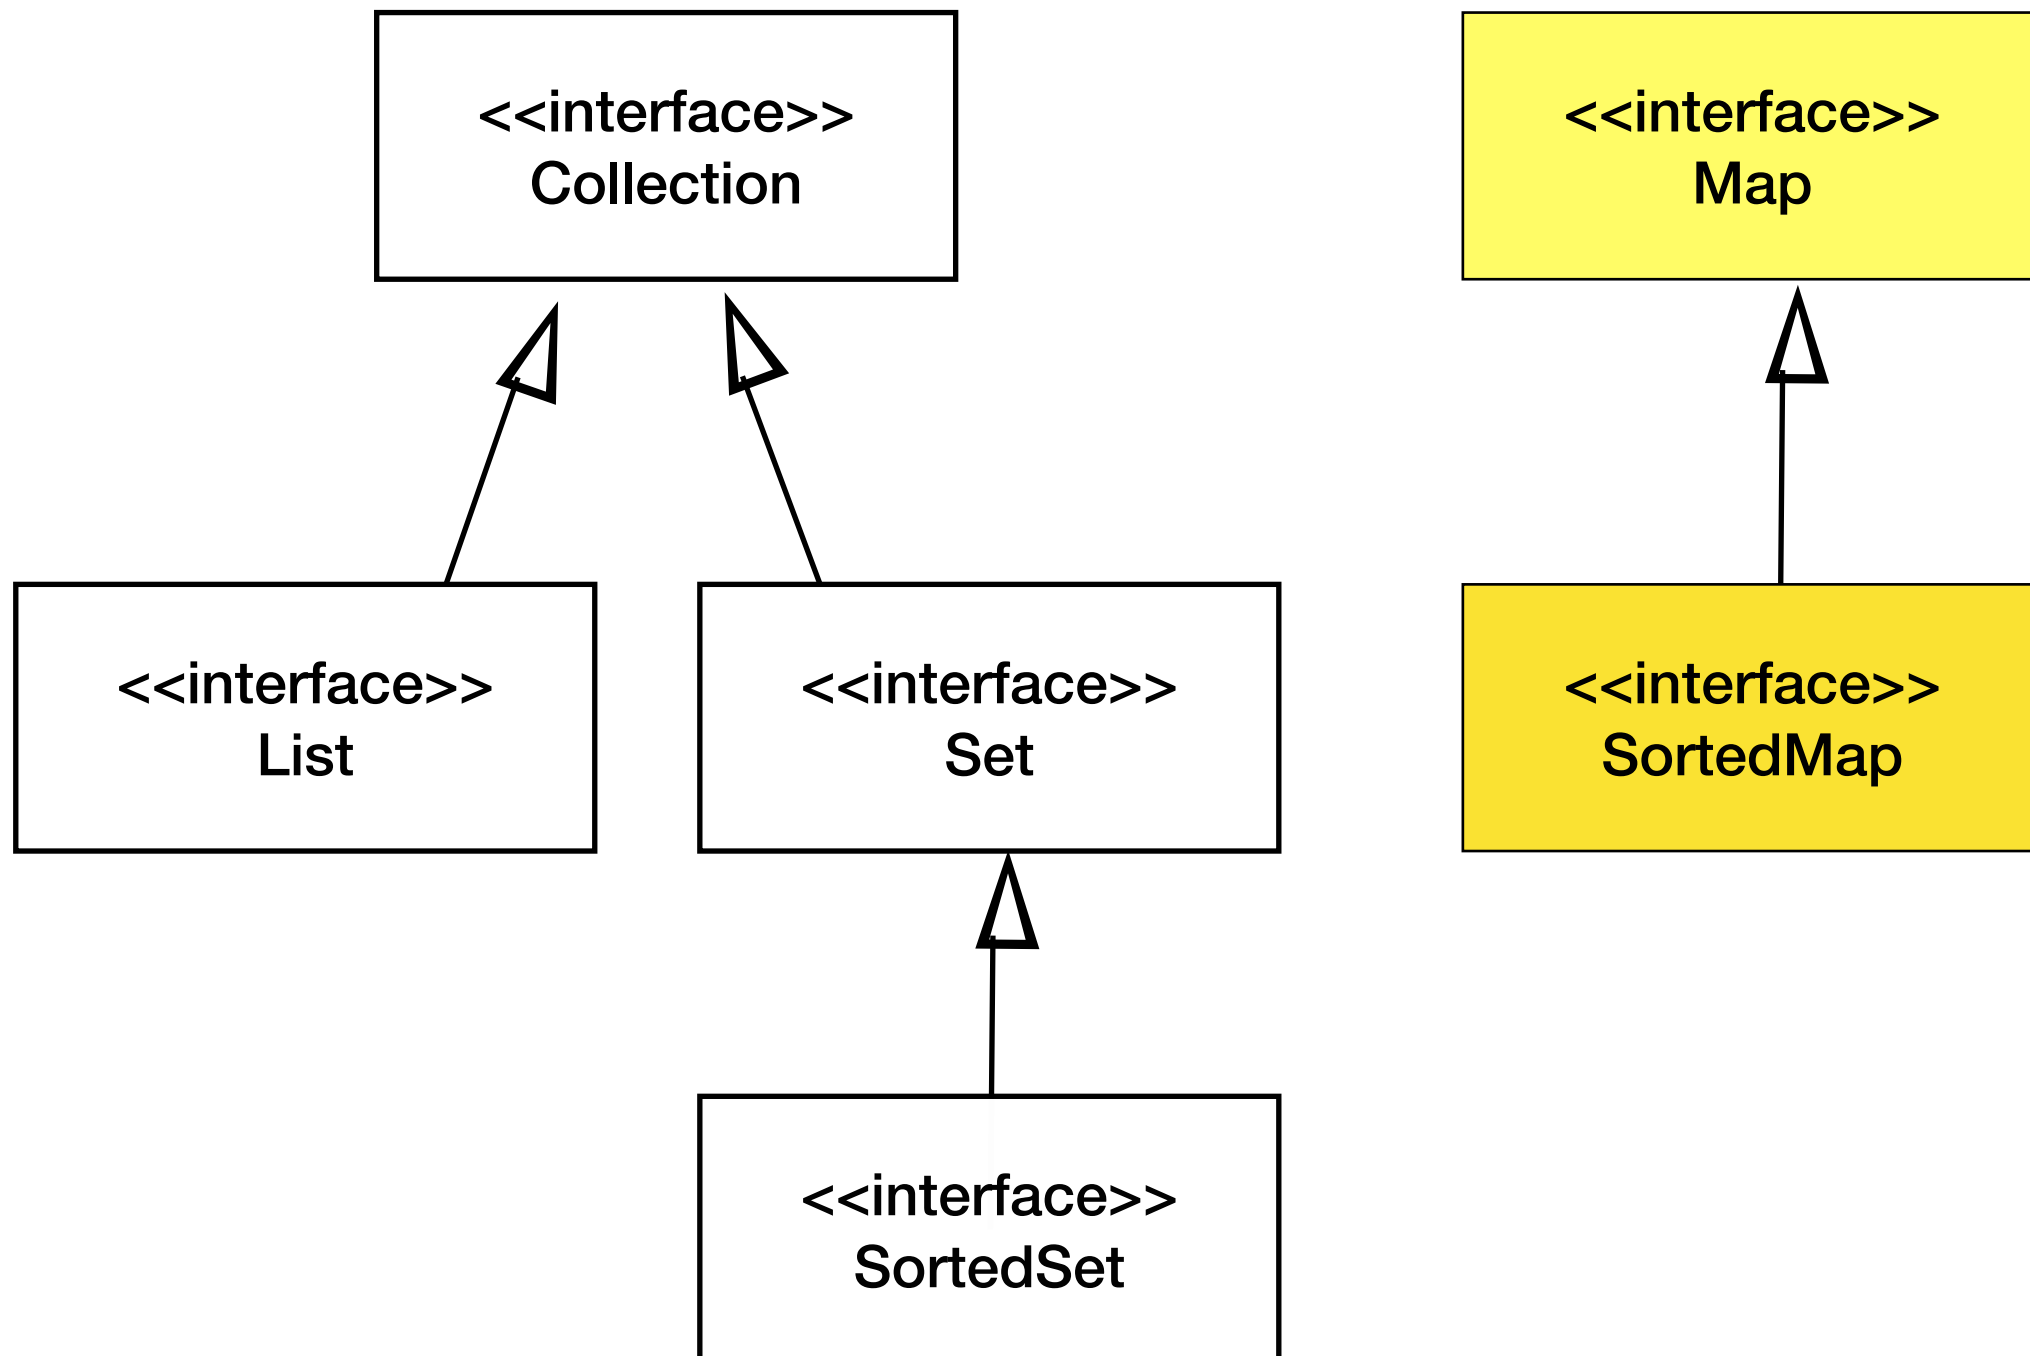 <<interface>>
Collection
<<interface>>
Map
<<interface>>
List
<<interface>>
Set
<<interface>>
SortedMap
<<interface>>
SortedSet